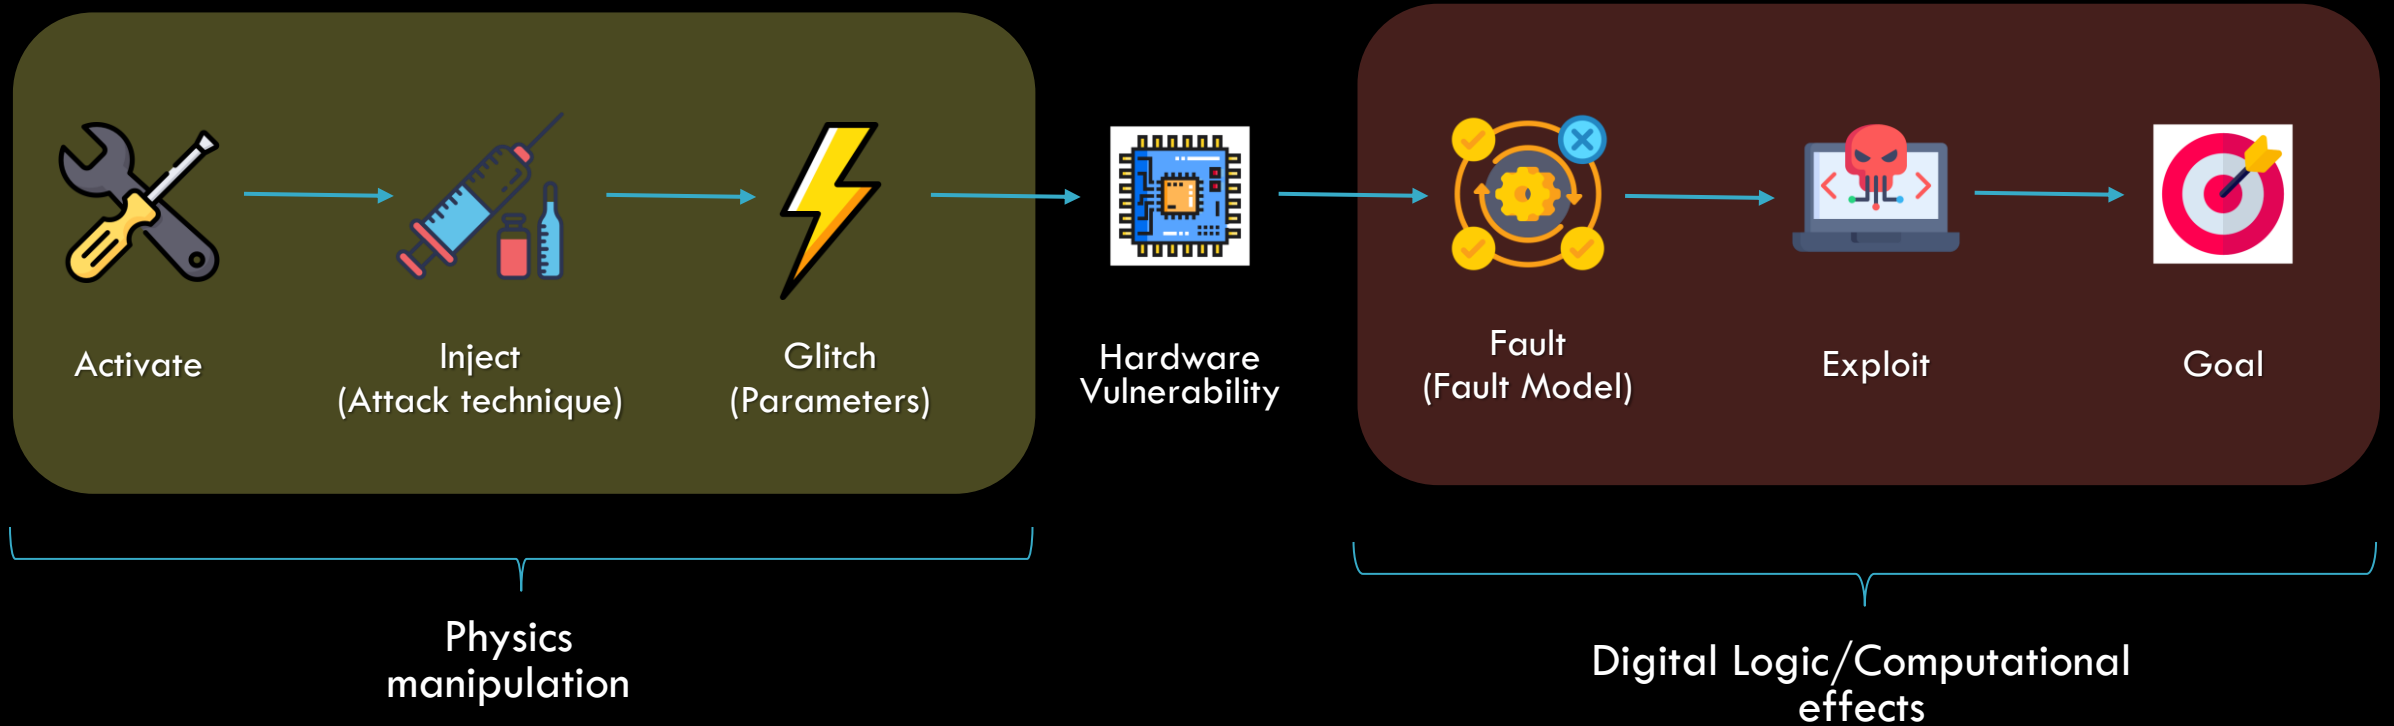 Activate
Inject
(Attack technique)
Glitch
(Parameters)
Hardware
Vulnerability
Fault
(Fault Model)
Exploit
Goal
Physics
manipulation
Digital Logic/Computational
effects